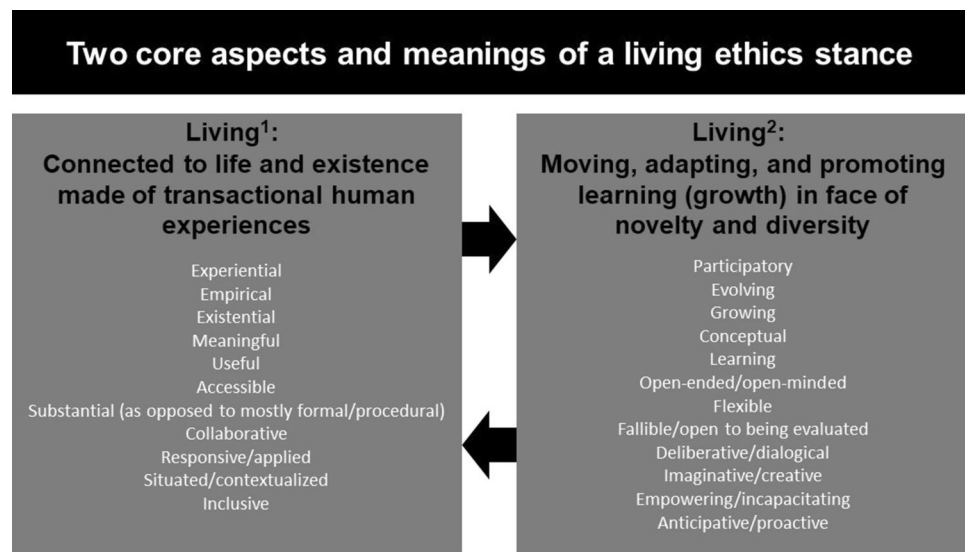 Two core aspects and meanings of a living ethics stance
Living¹:
Connected to life and existence
made of transactional human
experiences
Experiential
Empirical
Existential
Meaningful
Useful
Accessible
Substantial (as opposed to mostly formal/procedural)
Collaborative
Responsive/applied
Situated/contextualized
Inclusive
Living²:
Moving, adapting, and promoting
learning (growth) in face of
novelty and diversity
Participatory
Evolving
Growing
Conceptual
Learning
Open-ended/open-minded
Flexible
Fallible/open to being evaluated
Deliberative/dialogical
Imaginative/creative
Empowering/incapacitating
Anticipative/proactive